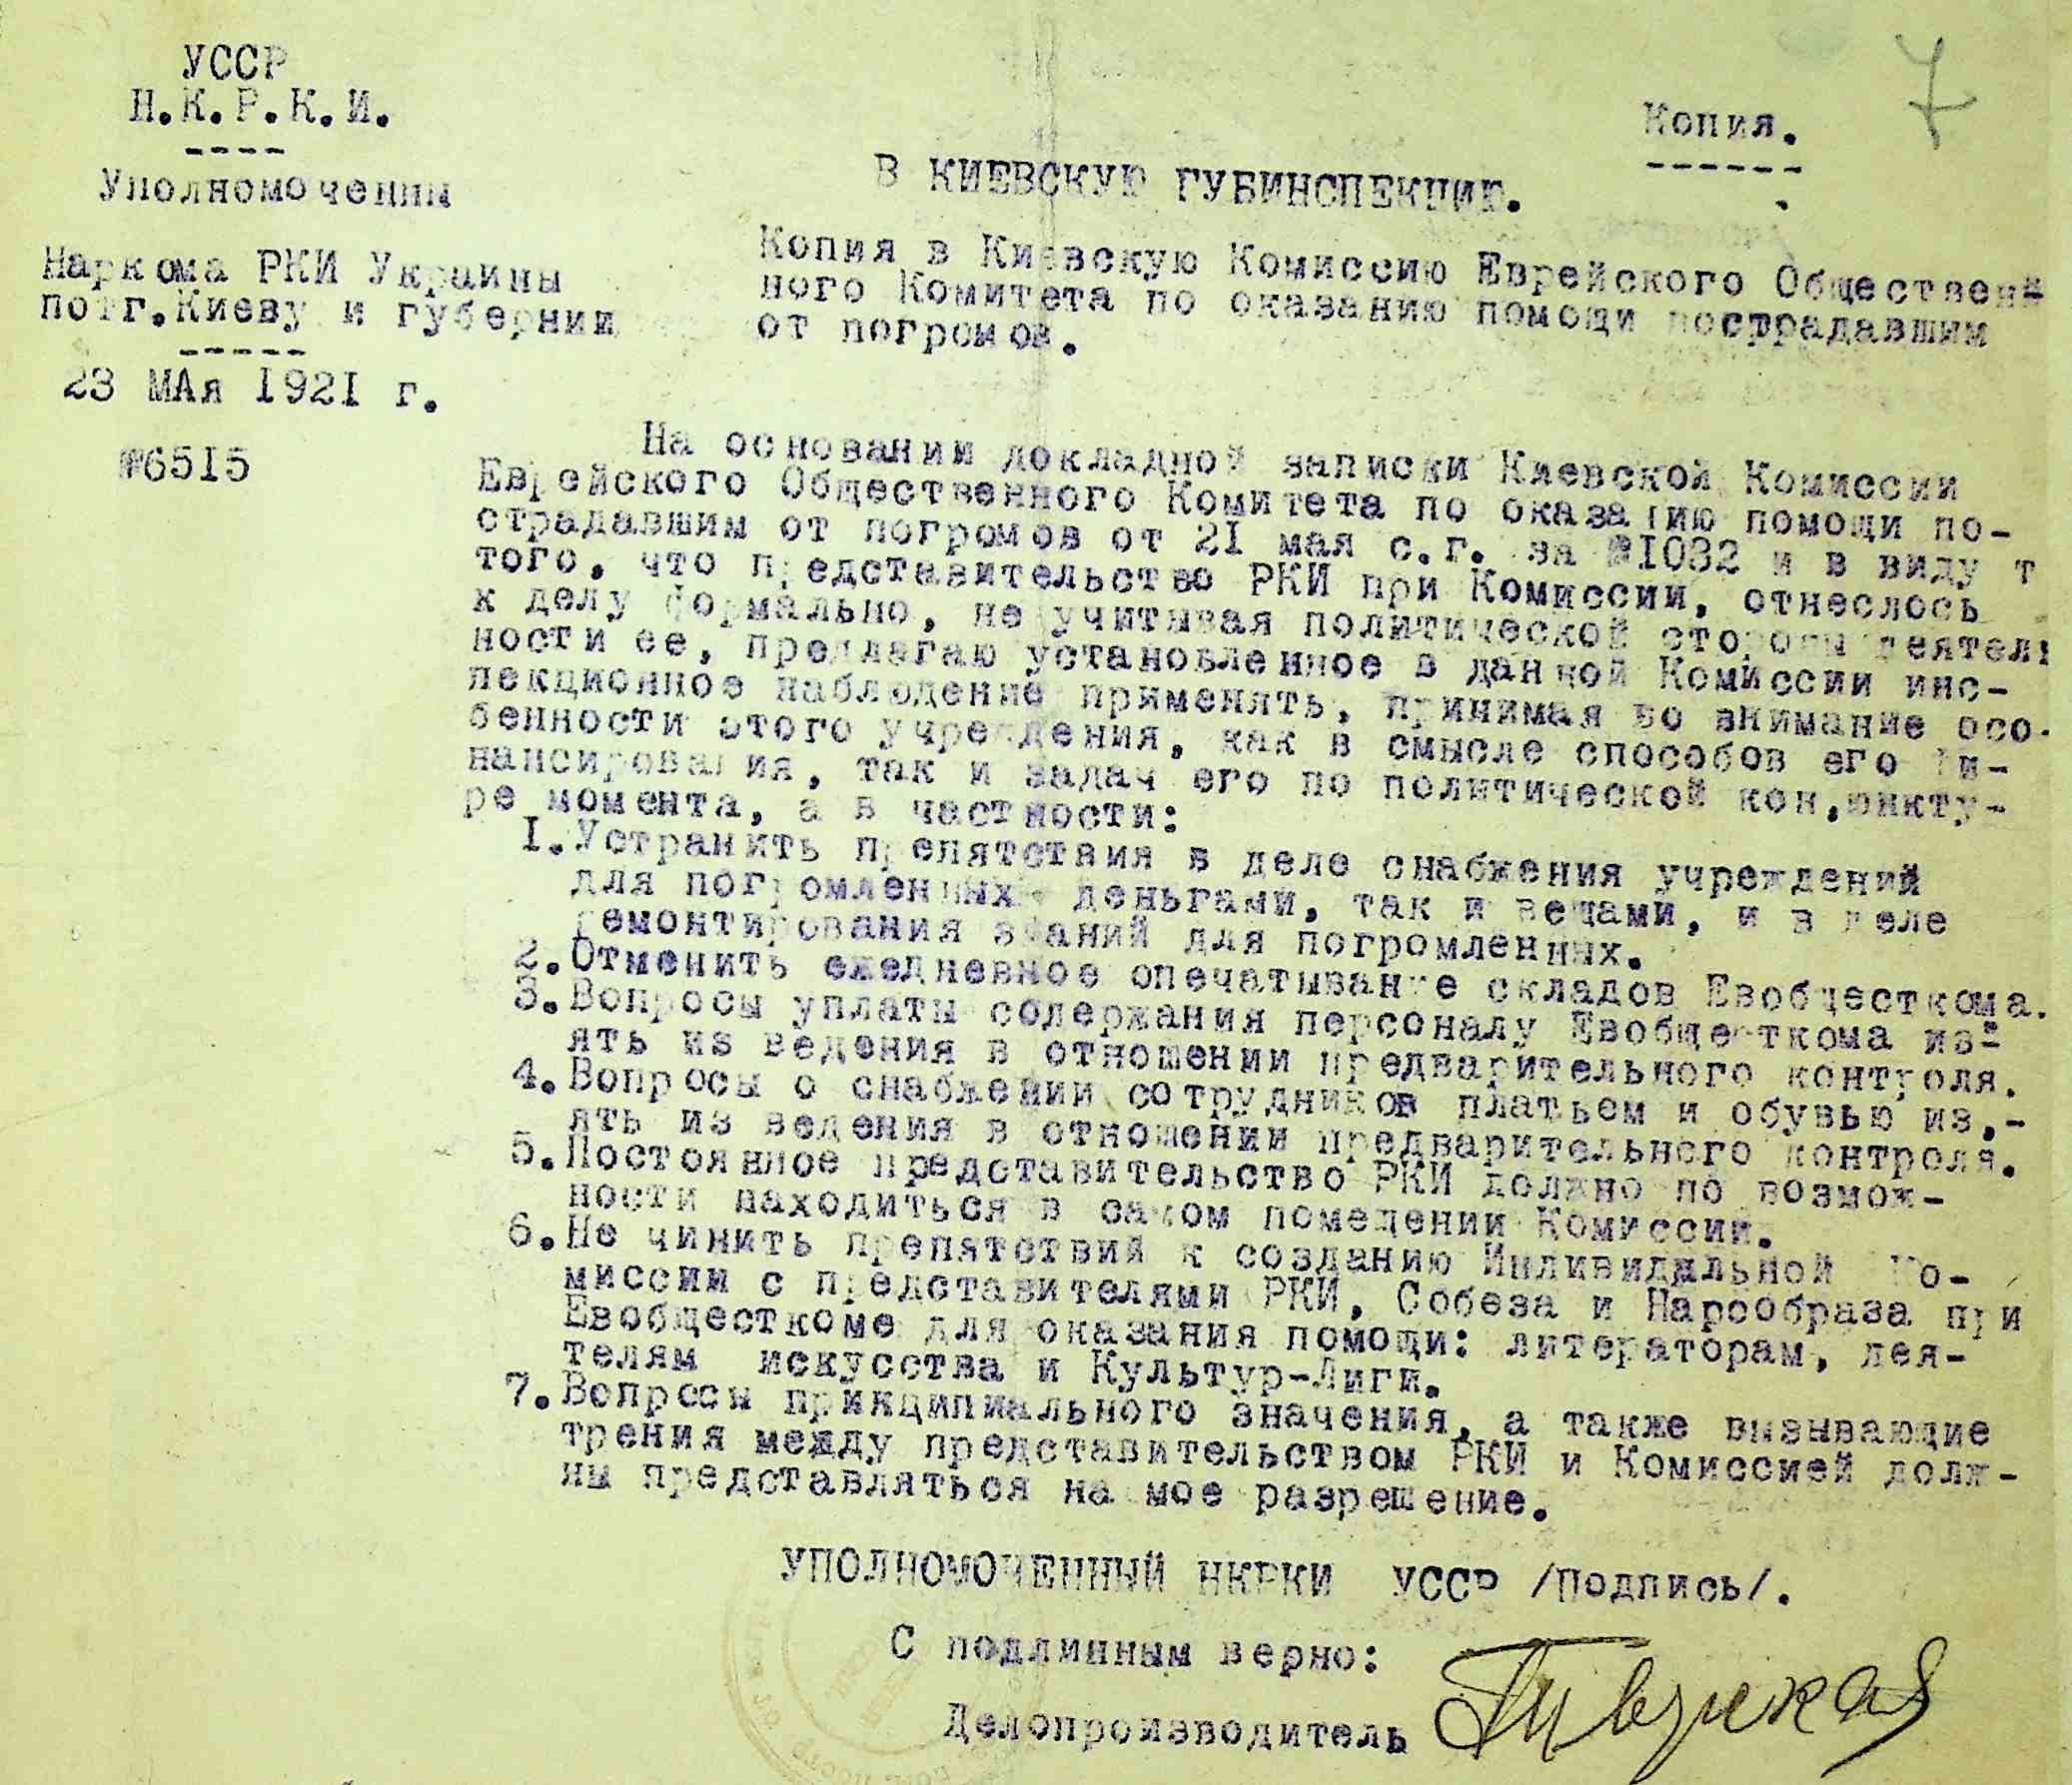 УССР
Н.К.Р.К.И.
----
Уполномоченны
Наркома РКИ Украины
по гг.Киеву и губернии
-----
23 МАя 1921 г.
№6515
7
Копия.
------
В КИЕВСКУЮ ГУБИНСПЕКЦИЮ.
Копия в Киевскую Комиссию Еврейского Обществен-
ного Комитета по оказанию помощи пострадавшим
от погромов.
На основании докладной записки Киевской Комиссии
Еврейского Общественного Комитета по оказанию помощи по-
страдавшим от погромов от 21 мая с.г. за №1032 и в виду т
того, что представительство РКИ при Комиссии, отнеслось
к делу формально, не учитывая политической стороны деятель
ности ее, предлагаю установленное в данной Комиссии инс-
пекционное наблюдение применять, принимая во внимание осо-
бенности этого учреждения, как в смысле способов его фи-
нансирования, так и задач его по политической кон,юнкту-
ре момента, а в частности:
1.Устранить препятствия в деле снабжения учреждений
для погромленных деньгами, так и вещами, и в деле
ремонтирования зданий для погромленных.
2.Отменить ежедневное опечатывание складов Евобщесткома.
3.Вопросы уплаты содержания персоналу Евобщесткома из-
ять из ведения в отношении предварительного контроля.
4.Вопросы о снабжении сотрудников платьем и обувью из,-
ять из ведения в отношении предварительного контроля.
5.Постоянное представительство РКИ должно по возмож-
ности находиться в самом помещении Комиссии.
6.Не чинить препятствий к созданию Индивидальной Ко-
миссии с представителями РКИ, Собеза и Наробраза при
Евобщесткоме для оказания помощи: литераторам, дея-
телям искусства и Культур-Лиги.
7.Вопросы принципиального значения, а также вызывающие
трения между представительством РКИ и Комиссией долж-
ны представляться на мое разрешение.
УПОЛНОМОЧЕННЫЙ НКРКИ УССР /Подпись/.
С подлинным верно:
Делопроизводитель